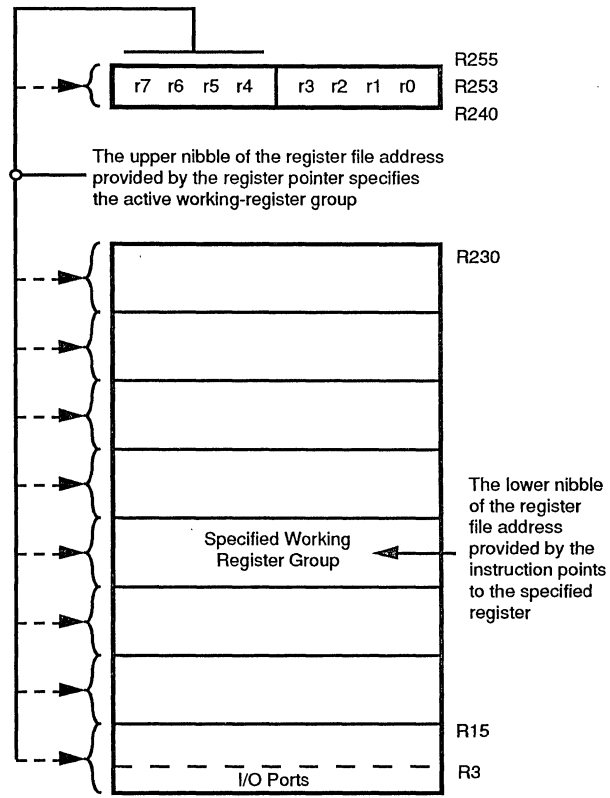 R255
r7 r6 r5 r4 r3 r2 r1 r0
R253
R240
The upper nibble of the register file address
provided by the register pointer specifies
the active working-register group
R230
The lower nibble
of the register
file address
provided by the
instruction points
to the specified
register
Specified Working
Register Group
R15
R3
I/O Ports